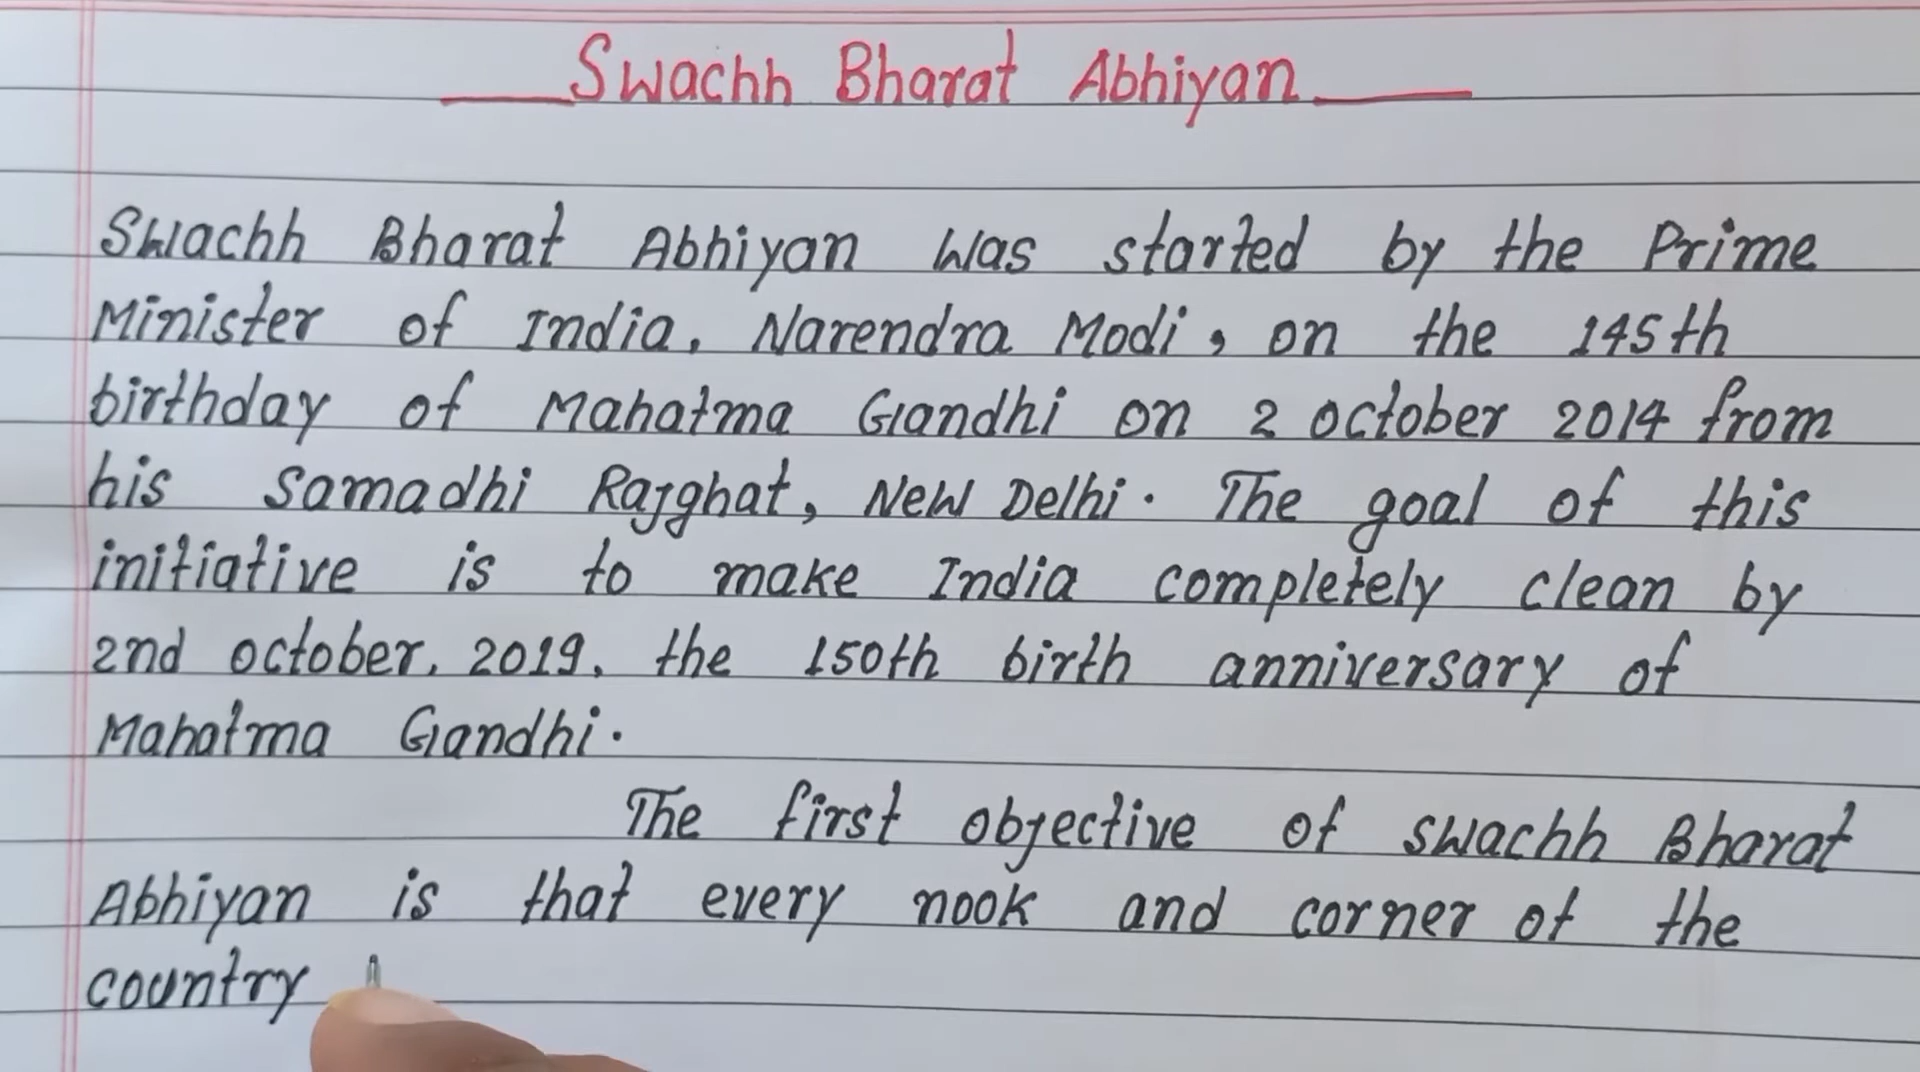 Swachh Bharat Abhiyan
Swachh Bharat Abhiyan was started by the Prime
Minister of India, Narendra Modi, on the 145th
birthday of Mahatma Gandhi on 2 october 2014 from
his Samadhi Rajghat, New Delhi. The goal of this
initiative is to make India completely clean by
2nd october, 2019, the 150th birth anniversary of
Mahatma Gandhi.
The first objective of swachh Bharat
Abhiyan is that every nook and corner of the
country